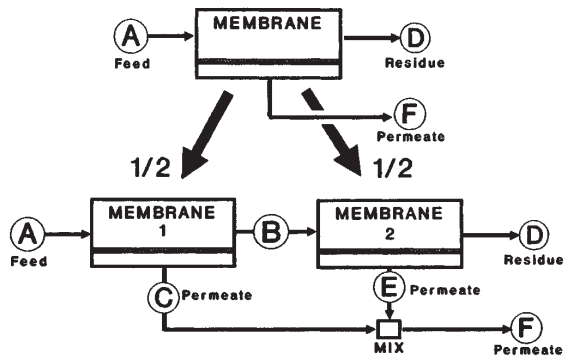 MEMBRANE
A
Feed
D
Residue
F
Permeate
1/2
1/2
MEMBRANE
1
MEMBRANE
2
A
Feed
B
D
Residue
C Permeate
E Permeate
MIX
F
Permeate